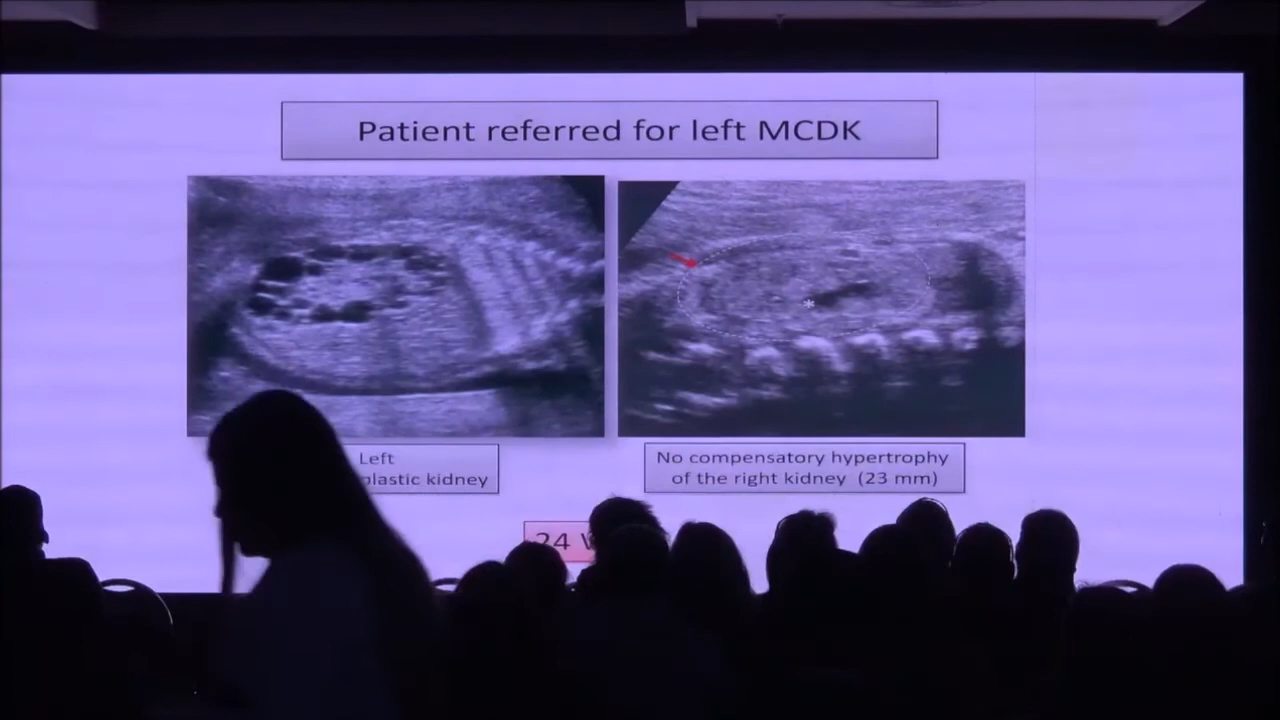 Patient referred for left MCDK
Left
plastic kidney
No compensatory hypertrophy
of the right kidney (23 mm)
*
24